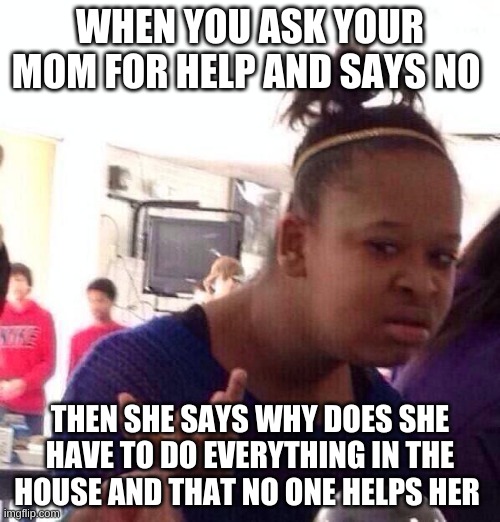 WHEN YOU ASK YOUR
MOM FOR HELP AND SAYS NO
NIKE
THEN SHE SAYS WHY DOES SHE
HAVE TO DO EVERYTHING IN THE
HOUSE AND THAT NO ONE HELPS HER
imgflip.com